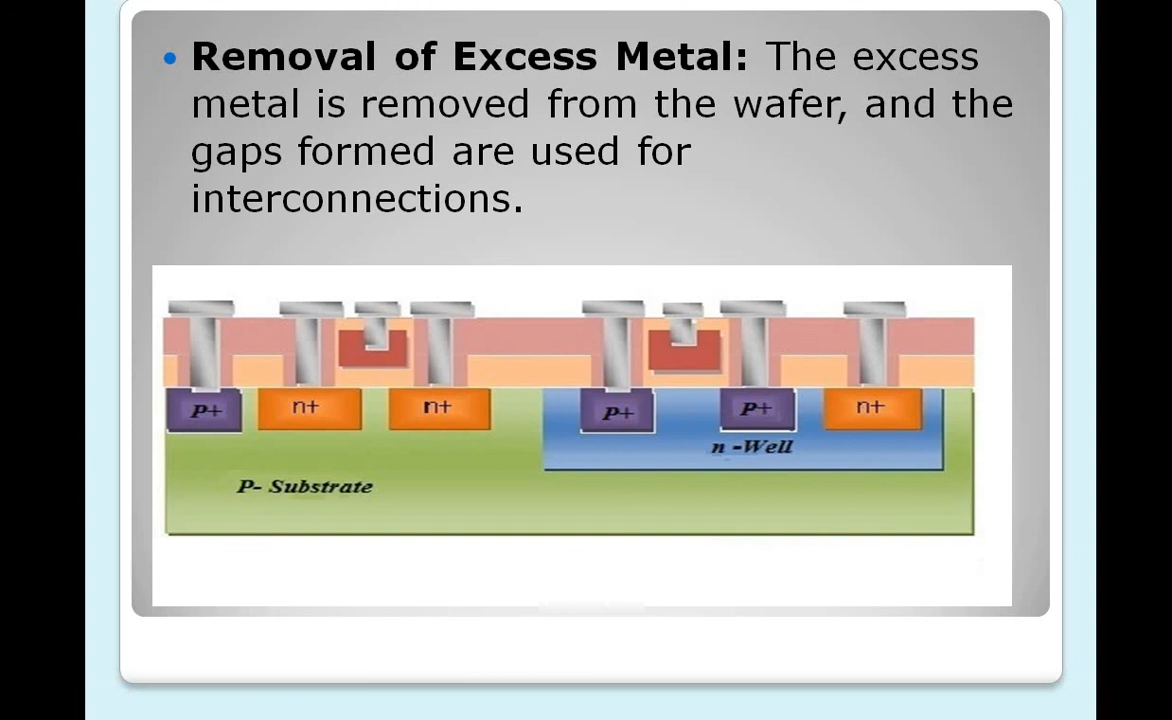 • Removal of Excess Metal: The excess
metal is removed from the wafer, and the
gaps formed are used for
interconnections.
P+ n+ n+ P+ P+ n+
n -Well
P- Substrate